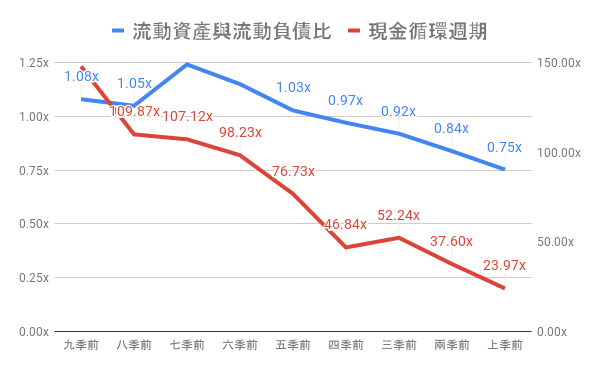 流動資產與流動負債比 現金循環週期
1.25x 150.00x
1.08x 1.05x 1.03x
109.87x 107.12x 0.97x
1.00x 98.23x 0.92x
0.84x 100.00x
0.75x
0.75x 76.73x
0.50x 46.84x 52.24x
37.60x 50.00x
0.25x 23.97x
0.00x 0.00x
九季前 八季前 七季前 六季前 五季前 四季前 三季前 兩季前 上季前